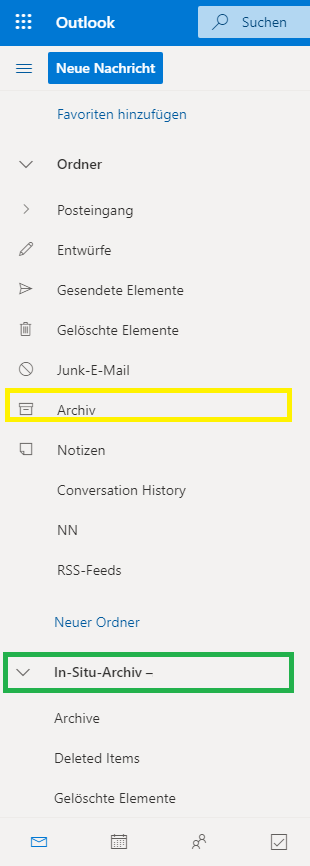 Outlook
Suchen
Neue Nachricht
Favoriten hinzufügen
Ordner
Posteingang
Entwürfe
Gesendete Elemente
Gelöschte Elemente
Junk-E-Mail
Archiv
Notizen
Conversation History
NN
RSS-Feeds
Neuer Ordner
In-Situ-Archiv –
Archive
Deleted Items
Gelöschte Elemente